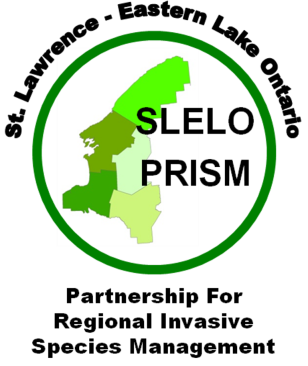 St. Lawrence - Eastern Lake Ontario
SLELO
PRISM
Partnership For
Regional Invasive
Species Management